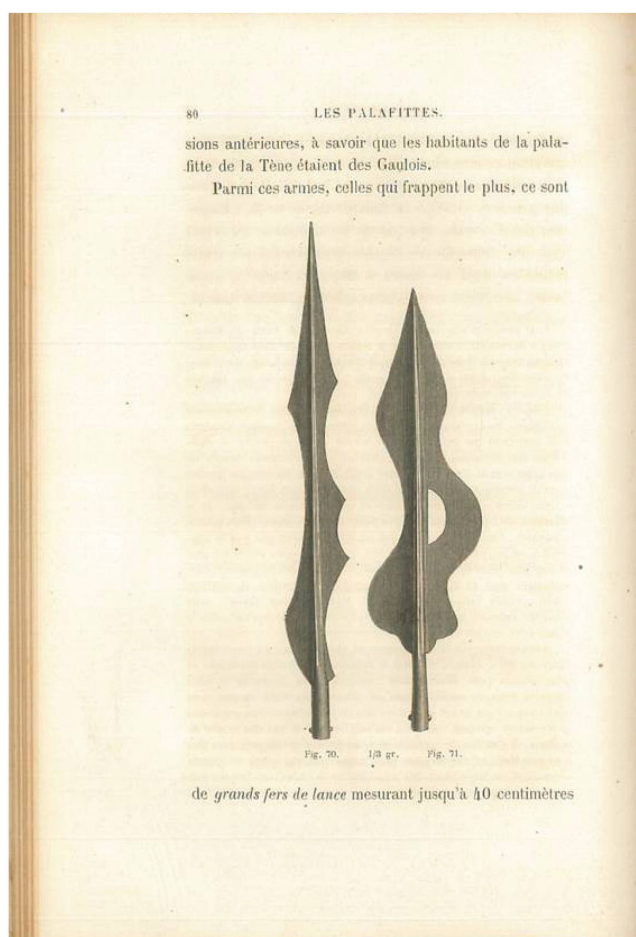 80 LES PALAFITTES.
sions antérieures, à savoir que les habitants de la pala-
fitte de la Tène étaient des Gaulois.
Parmi ces armes, celles qui frappent le plus, ce sont
Fig. 70. 1/3 gr. Fig. 71.
de grands fers de lance mesurant jusqu'à 40 centimètres